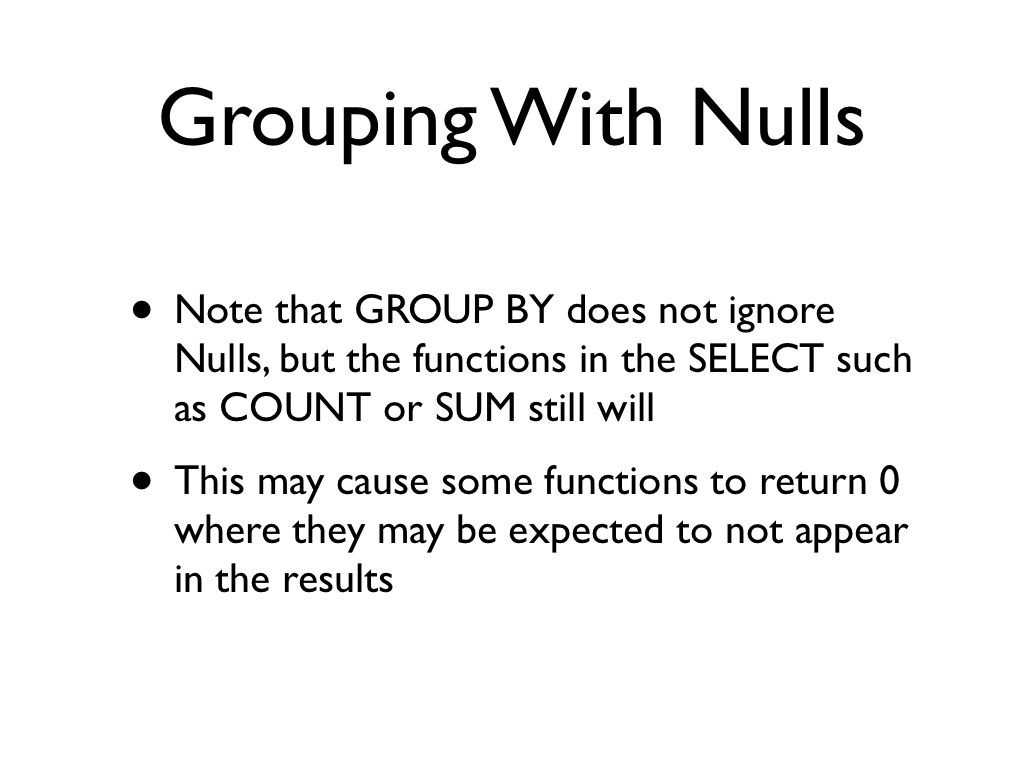 Grouping With Nulls
• Note that GROUP BY does not ignore
Nulls, but the functions in the SELECT such
as COUNT or SUM still will
• This may cause some functions to return 0
where they may be expected to not appear
in the results